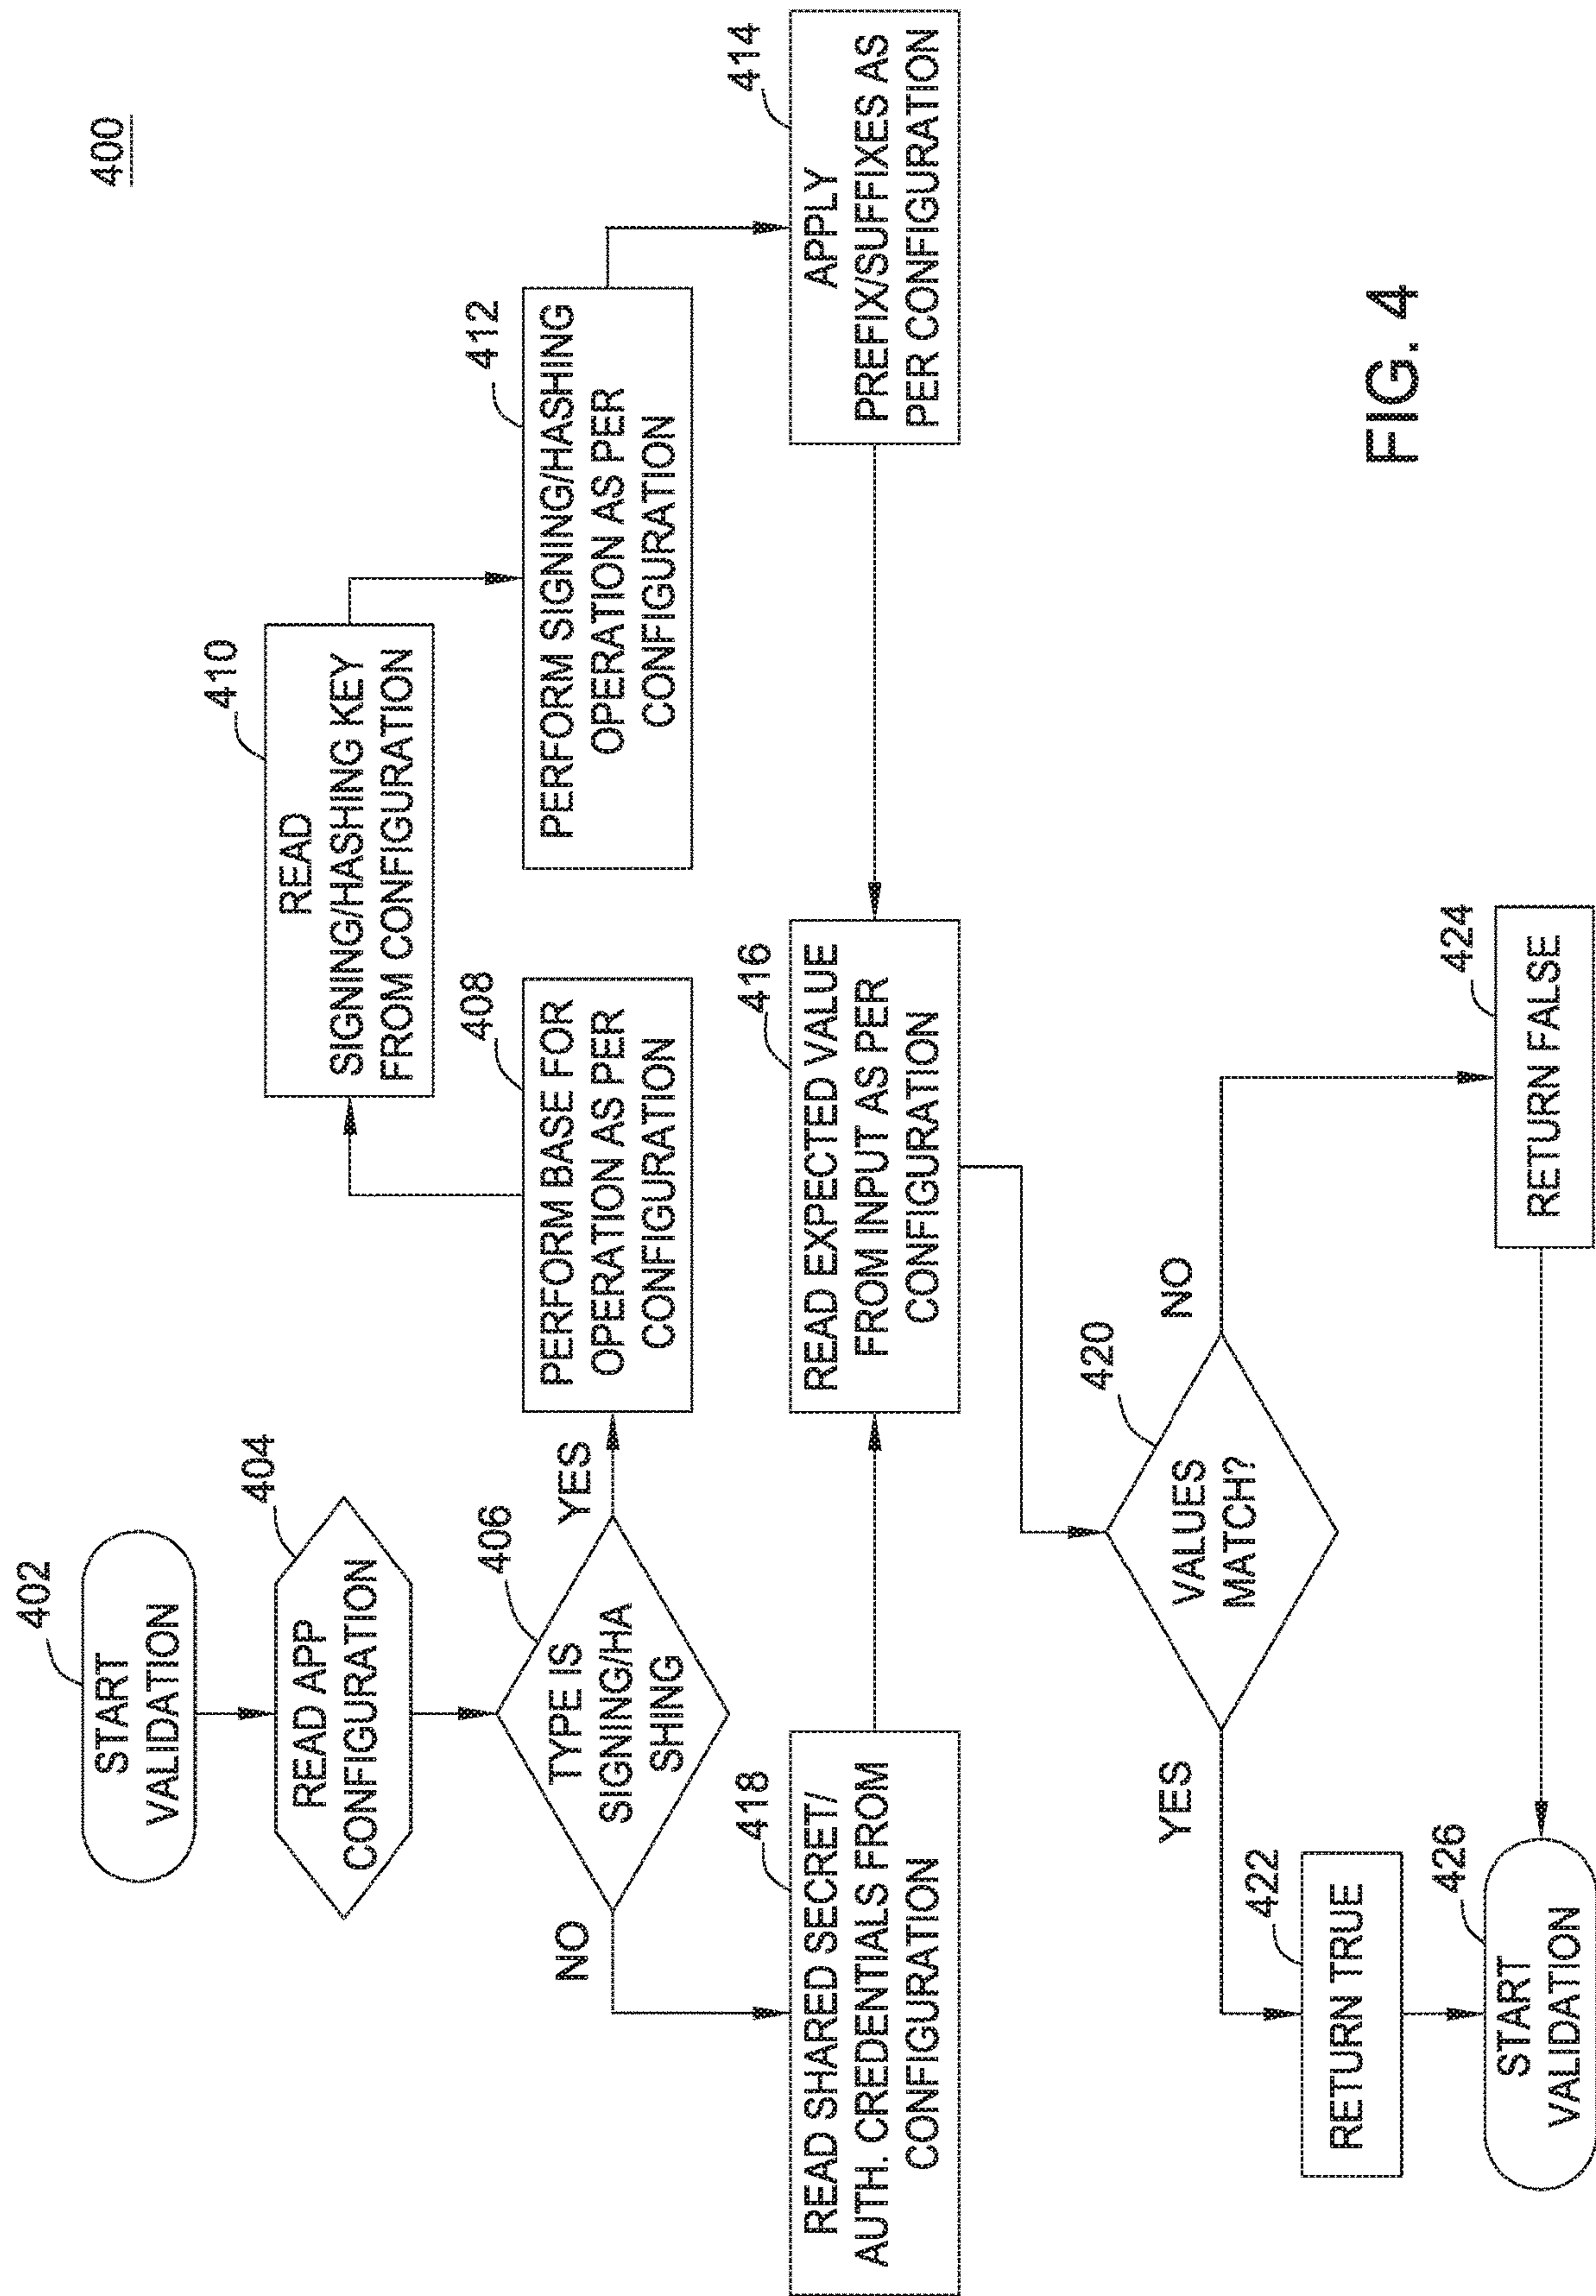 400
402
START
VALIDATION
404
READ APP
CONFIGURATION
406
TYPE IS
SIGNING/HA
SHING
YES
NO
408
PERFORM BASE FOR
OPERATION AS PER
CONFIGURATION
410
READ
SIGNING/HASHING KEY
FROM CONFIGURATION
412
PERFORM SIGNING/HASHING
OPERATION AS PER
CONFIGURATION
414
APPLY
PREFIX/SUFFIXES AS
PER CONFIGURATION
416
READ EXPECTED VALUE
FROM INPUT AS PER
CONFIGURATION
418
READ SHARED SECRET/
AUTH. CREDENTIALS FROM
CONFIGURATION
420
VALUES
MATCH?
YES
NO
422
RETURN TRUE
424
RETURN FALSE
426
START
VALIDATION
FIG. 4